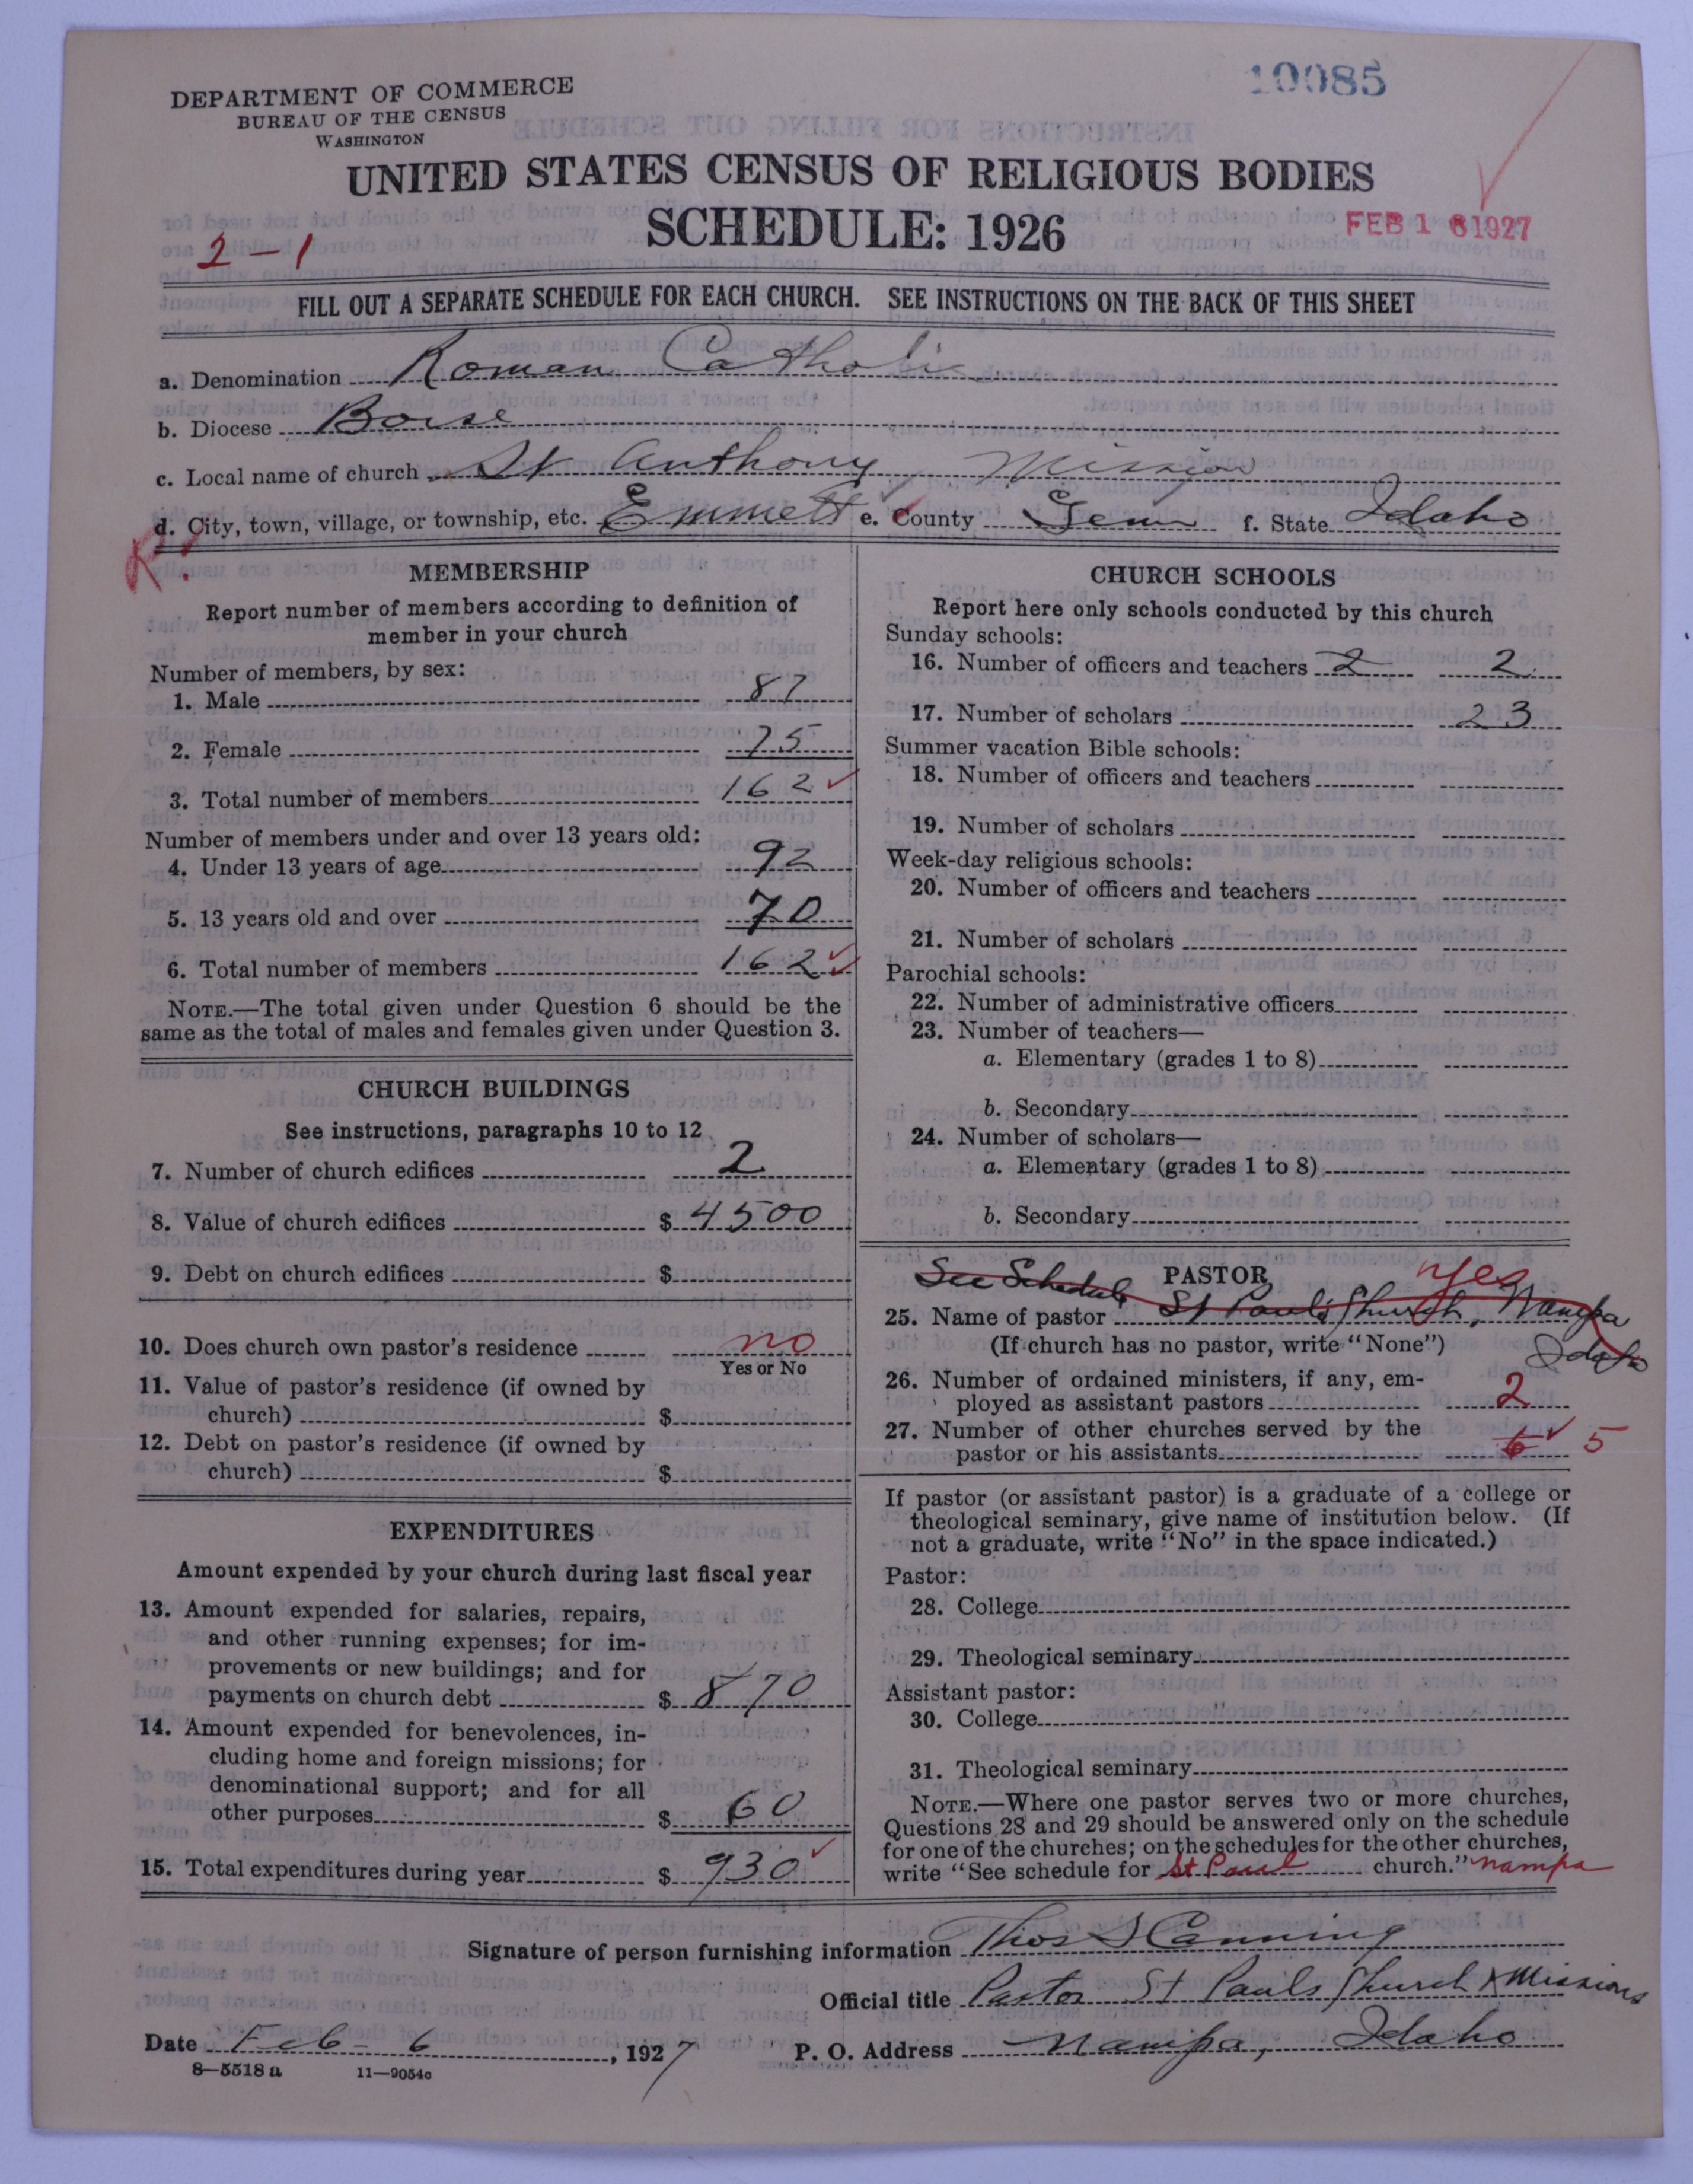 10085
DEPARTMENT OF COMMERCE
BUREAU OF THE CENSUS
WASHINGTON
UNITED STATES CENSUS OF RELIGIOUS BODIES
SCHEDULE: 1926
FEB 16 1927
2-1
FILL OUT A SEPARATE SCHEDULE FOR EACH CHURCH. SEE INSTRUCTIONS ON THE BACK OF THIS SHEET
a. Denomination Roman Catholic
b. Diocese Boise
c. Local name of church St Anthony Mission
d. City, town, village, or township, etc. Emmett e. County Gem f. State Idaho
R.
MEMBERSHIP
Report number of members according to definition of
member in your church
Number of members, by sex:
1. Male 87
2. Female 75
3. Total number of members 162
Number of members under and over 13 years old:
4. Under 13 years of age 92
5. 13 years old and over 70
6. Total number of members 162
NOTE.—The total given under Question 6 should be the
same as the total of males and females given under Question 3.
CHURCH BUILDINGS
See instructions, paragraphs 10 to 12
7. Number of church edifices 2
8. Value of church edifices $ 4500
9. Debt on church edifices $
10. Does church own pastor's residence no
Yes or No
11. Value of pastor's residence (if owned by
church) $
12. Debt on pastor's residence (if owned by
church) $
EXPENDITURES
Amount expended by your church during last fiscal year
13. Amount expended for salaries, repairs,
and other running expenses; for im-
provements or new buildings; and for
payments on church debt $ 870
14. Amount expended for benevolences, in-
cluding home and foreign missions; for
denominational support; and for all
other purposes $ 60
15. Total expenditures during year $ 930
CHURCH SCHOOLS
Report here only schools conducted by this church
Sunday schools:
16. Number of officers and teachers 2 2
17. Number of scholars 23
Summer vacation Bible schools:
18. Number of officers and teachers
19. Number of scholars
Week-day religious schools:
20. Number of officers and teachers
21. Number of scholars
Parochial schools:
22. Number of administrative officers
23. Number of teachers—
a. Elementary (grades 1 to 8)
b. Secondary
24. Number of scholars—
a. Elementary (grades 1 to 8)
b. Secondary
See Schedule PASTOR yes
25. Name of pastor St Pauls Church, Nampa
(If church has no pastor, write "None") Idaho
26. Number of ordained ministers, if any, em-
ployed as assistant pastors 2
27. Number of other churches served by the
pastor or his assistants 6 5
If pastor (or assistant pastor) is a graduate of a college or
theological seminary, give name of institution below. (If
not a graduate, write "No" in the space indicated.)
Pastor:
28. College
29. Theological seminary
Assistant pastor:
30. College
31. Theological seminary
NOTE.—Where one pastor serves two or more churches,
Questions 28 and 29 should be answered only on the schedule
for one of the churches; on the schedules for the other churches,
write "See schedule for St Paul church." Nampa
Signature of person furnishing information Thos J Canning
Official title Pastor St Pauls Church & Missions
Date Feb 6, 1927 P. O. Address Nampa, Idaho
8—5518 a 11—9054c